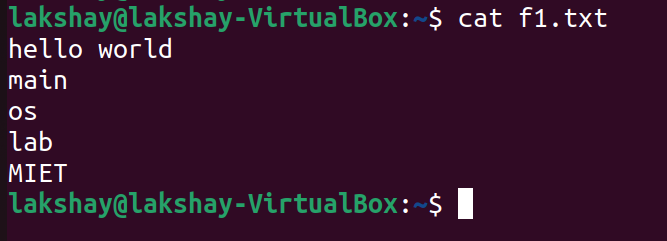 lakshay@lakshay-VirtualBox:~$ cat f1.txt
hello world
main
os
lab
MIET
lakshay@lakshay-VirtualBox:~$